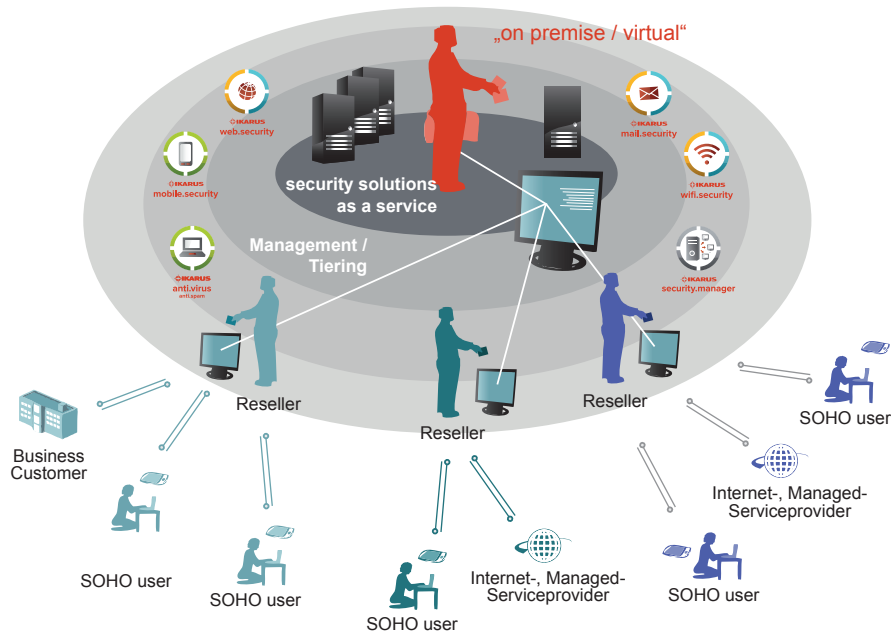 „on premise / virtual“
IKARUS
web.security
IKARUS
mail.security
IKARUS
mobile.security
IKARUS
wifi.security
security solutions
as a service
Management /
Tiering
IKARUS
anti.virus
anti.spam
IKARUS
security.manager
Reseller
Reseller
Reseller
SOHO user
Business
Customer
Internet-, Managed-
Serviceprovider
SOHO user
Internet-, Managed-
Serviceprovider
SOHO user
SOHO user
SOHO user